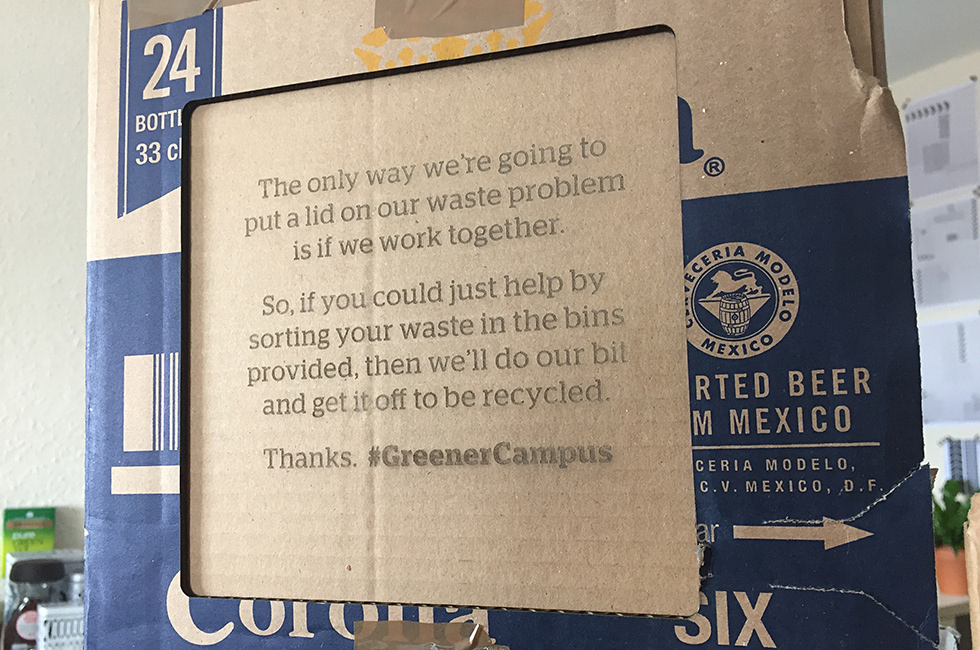 24
BOTTL
33 cl
®
The only way we're going to
put a lid on our waste problem
is if we work together.
So, if you could just help by
sorting your waste in the bins
provided, then we'll do our bit
and get it off to be recycled.
Thanks. #GreenerCampus
CERVECERIA MODELO
MEXICO
RTED BEER
M MEXICO
CERIA MODELO,
C.V. MEXICO, D.F.
ar
Corona
SIX